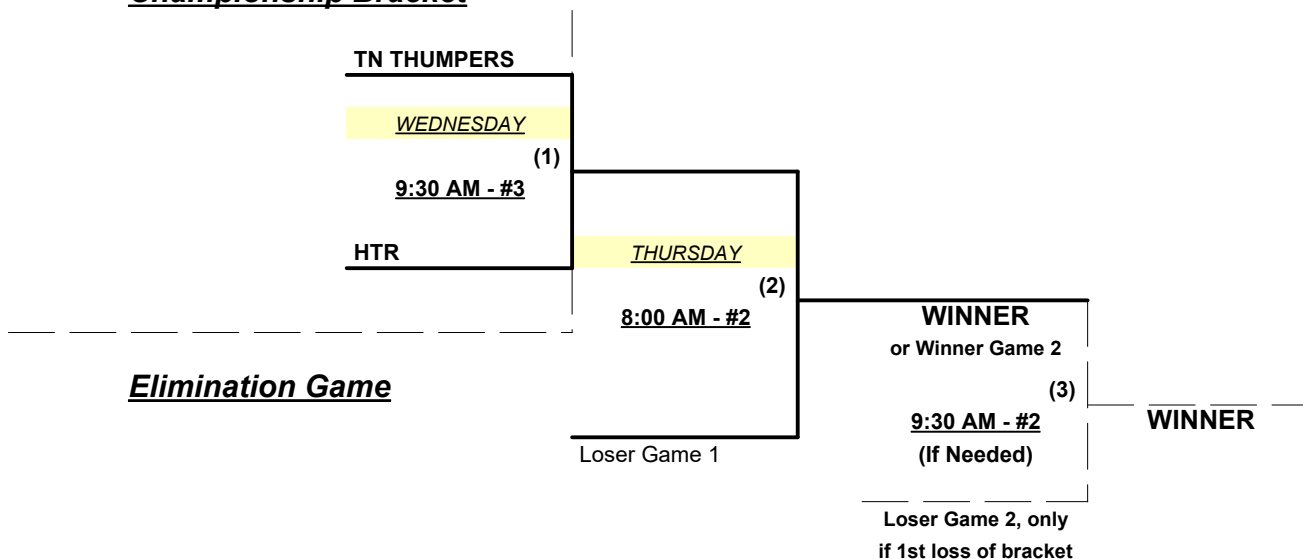 Championship Bracket
TN THUMPERS
WEDNESDAY
(1)
9:30 AM - #3
HTR
THURSDAY
(2)
8:00 AM - #2
WINNER
or Winner Game 2
Elimination Game
(3)
9:30 AM - #2
WINNER
Loser Game 1
(If Needed)
Loser Game 2, only
if 1st loss of bracket